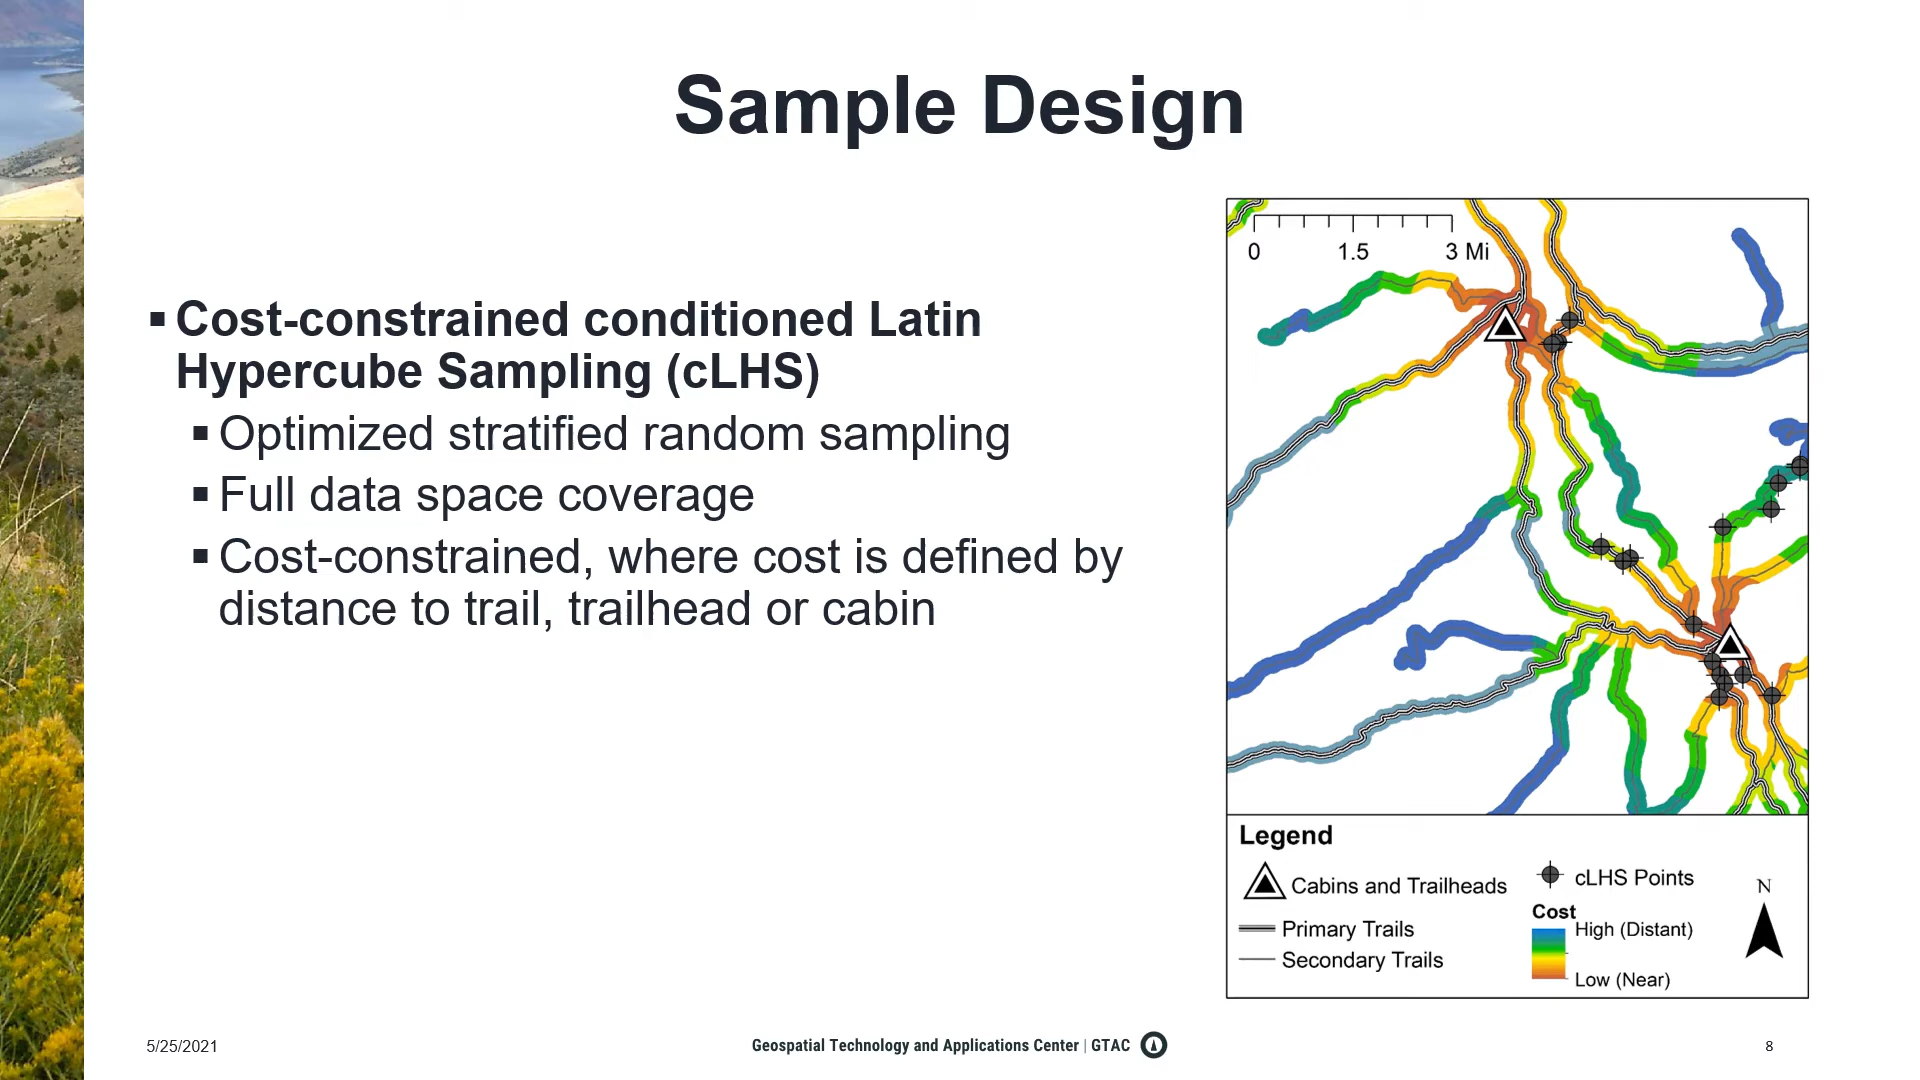 Sample Design
▪ Cost-constrained conditioned Latin
Hypercube Sampling (cLHS)
▪ Optimized stratified random sampling
▪ Full data space coverage
▪ Cost-constrained, where cost is defined by
distance to trail, trailhead or cabin
0 1.5 3 Mi
Legend
Cabins and Trailheads
Primary Trails
Secondary Trails
cLHS Points
Cost
High (Distant)
Low (Near)
N
5/25/2021
Geospatial Technology and Applications Center | GTAC
8